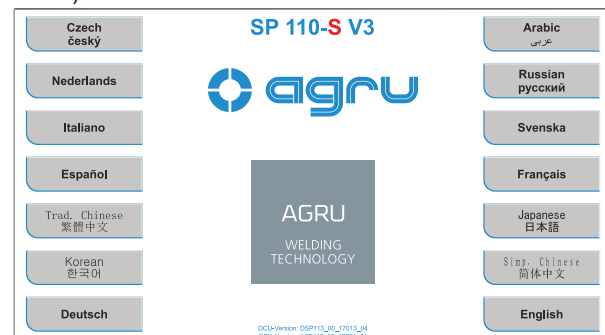 Czech
český
Nederlands
Italiano
Español
Trad. Chinese
繁體中文
Korean
한국어
Deutsch
SP 110-S V3
agru
AGRU
WELDING
TECHNOLOGY
DCU-Version: DSP113_00_17013_04
Arabic
عربى
Russian
русский
Svenska
Français
Japanese
日本語
Simp. Chinese
简体中文
English